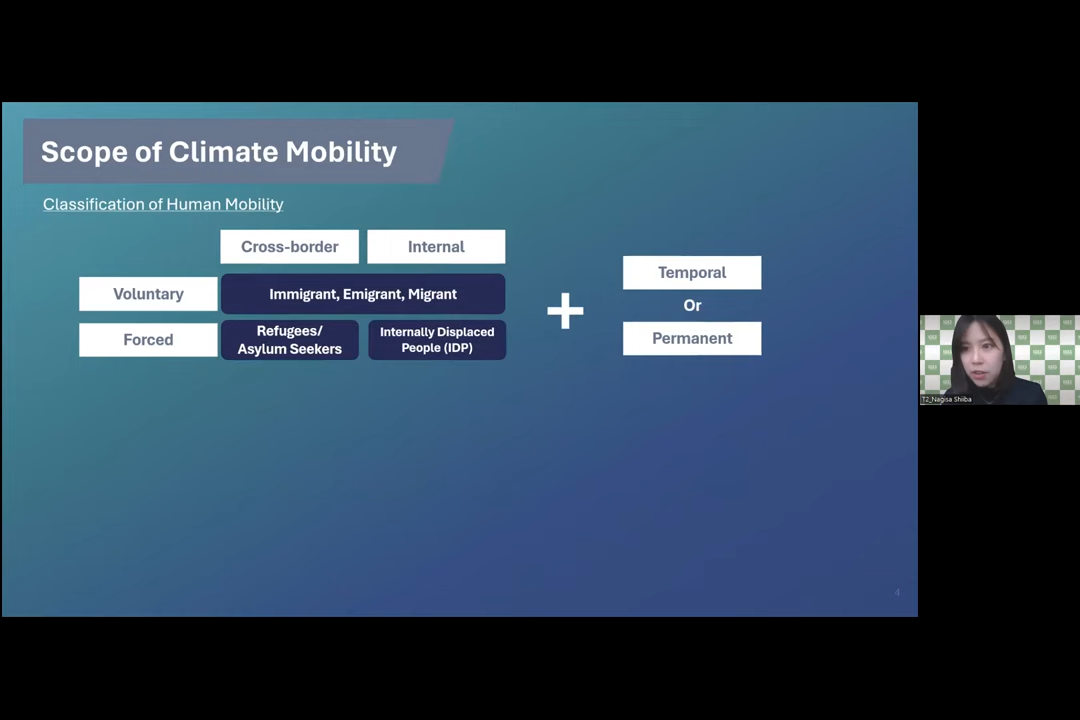 Scope of Climate Mobility
Classification of Human Mobility
Cross-border
Internal
Voluntary
Immigrant, Emigrant, Migrant
Forced
Refugees/
Asylum Seekers
Internally Displaced
People (IDP)
+
Temporal
Or
Permanent
4
T2_Nagisa Shiiba